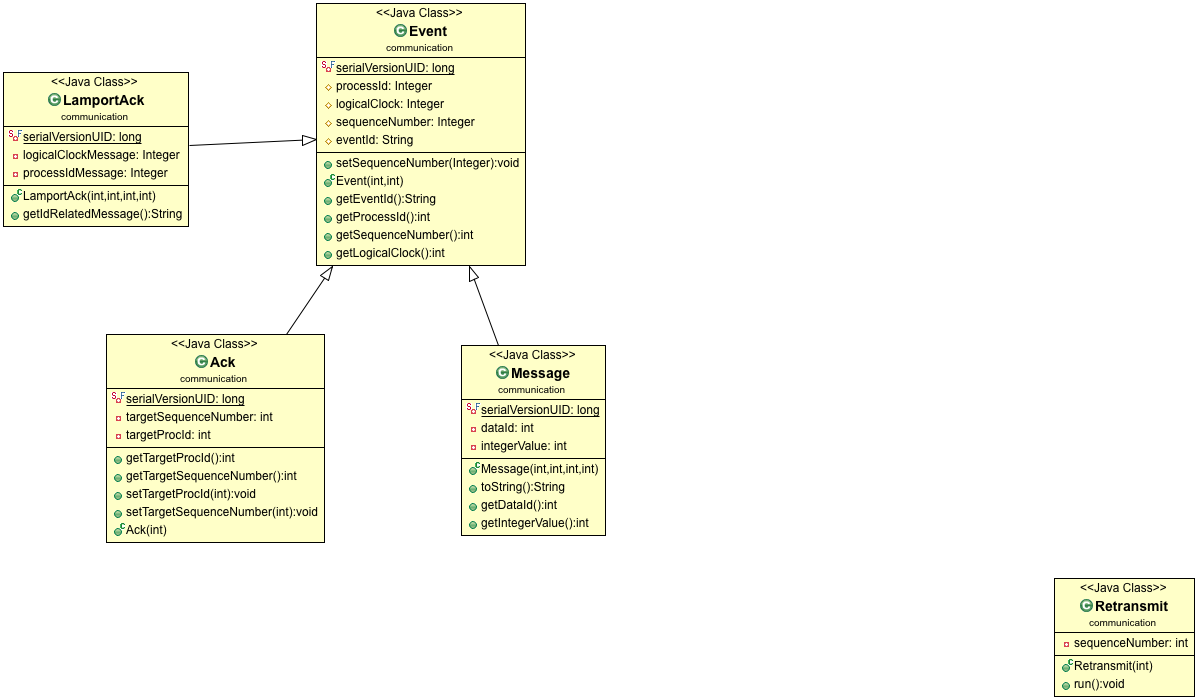 <<Java Class>>
Event
communication
serialVersionUID: long
processId: Integer
logicalClock: Integer
sequenceNumber: Integer
eventId: String
setSequenceNumber(Integer):void
Event(int,int)
getEventId():String
getProcessId():int
getSequenceNumber():int
getLogicalClock():int
<<Java Class>>
LamportAck
communication
serialVersionUID: long
logicalClockMessage: Integer
processIdMessage: Integer
LamportAck(int,int,int,int)
getIdRelatedMessage():String
<<Java Class>>
Ack
communication
serialVersionUID: long
targetSequenceNumber: int
targetProcId: int
getTargetProcId():int
getTargetSequenceNumber():int
setTargetProcId(int):void
setTargetSequenceNumber(int):void
Ack(int)
<<Java Class>>
Message
communication
serialVersionUID: long
dataId: int
integerValue: int
Message(int,int,int,int)
toString():String
getDataId():int
getIntegerValue():int
<<Java Class>>
Retransmit
communication
sequenceNumber: int
Retransmit(int)
run():void